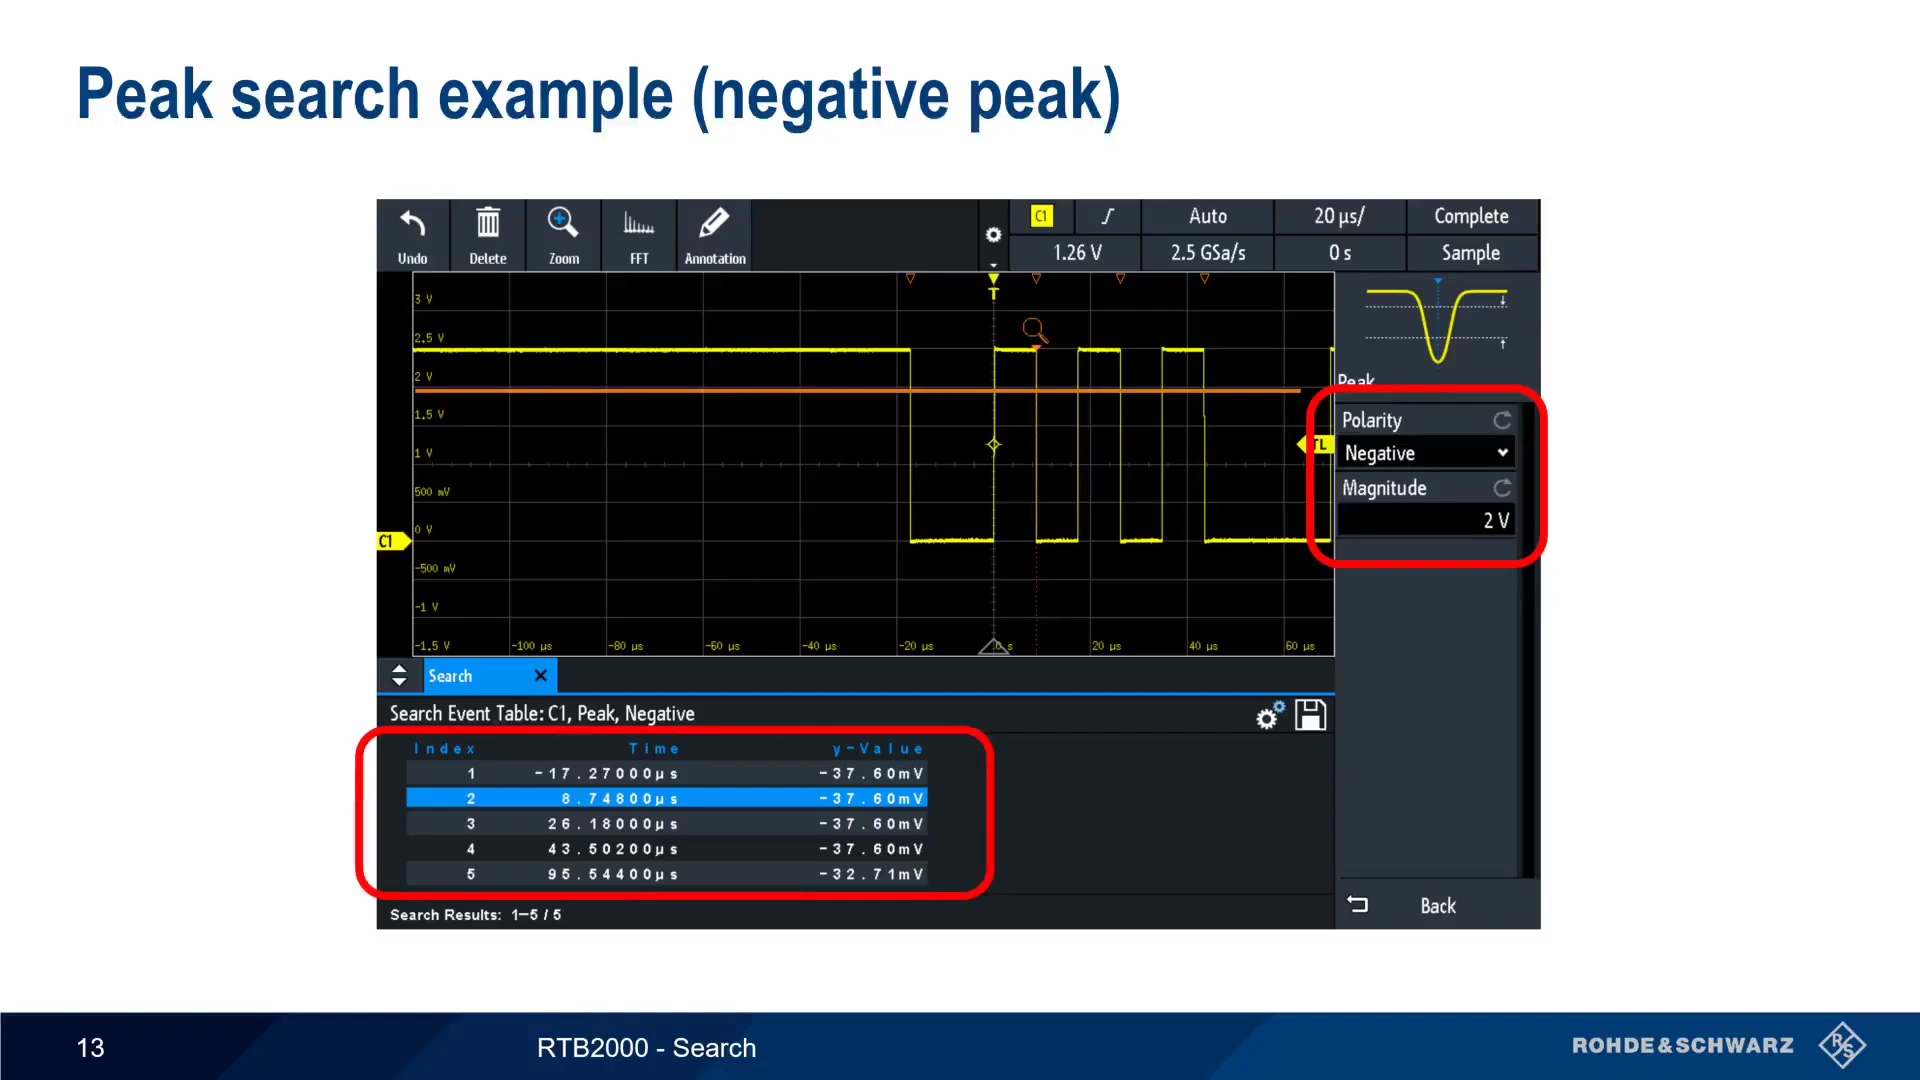 Peak search example (negative peak)
Undo
Delete
Zoom
FFT
Annotation
C1
Auto
20 µs/
Complete
1.26 V
2.5 GSa/s
0 s
Sample
T
3 V
2.5 V
2 V
1.5 V
1 V
500 mV
0 V
-500 mV
-1 V
-1.5 V
C1
TL
-100 µs
-80 µs
-60 µs
-40 µs
-20 µs
0 s
20 µs
40 µs
60 µs
Peak
Polarity
Negative
Magnitude
2 V
Search
Search Event Table: C1, Peak, Negative
Index Time y-Value
1 -17.27000µs -37.60mV
2 8.74800µs -37.60mV
3 26.18000µs -37.60mV
4 43.50200µs -37.60mV
5 95.54400µs -32.71mV
Search Results: 1-5 / 5
Back
13
RTB2000 - Search
ROHDE&SCHWARZ
R S